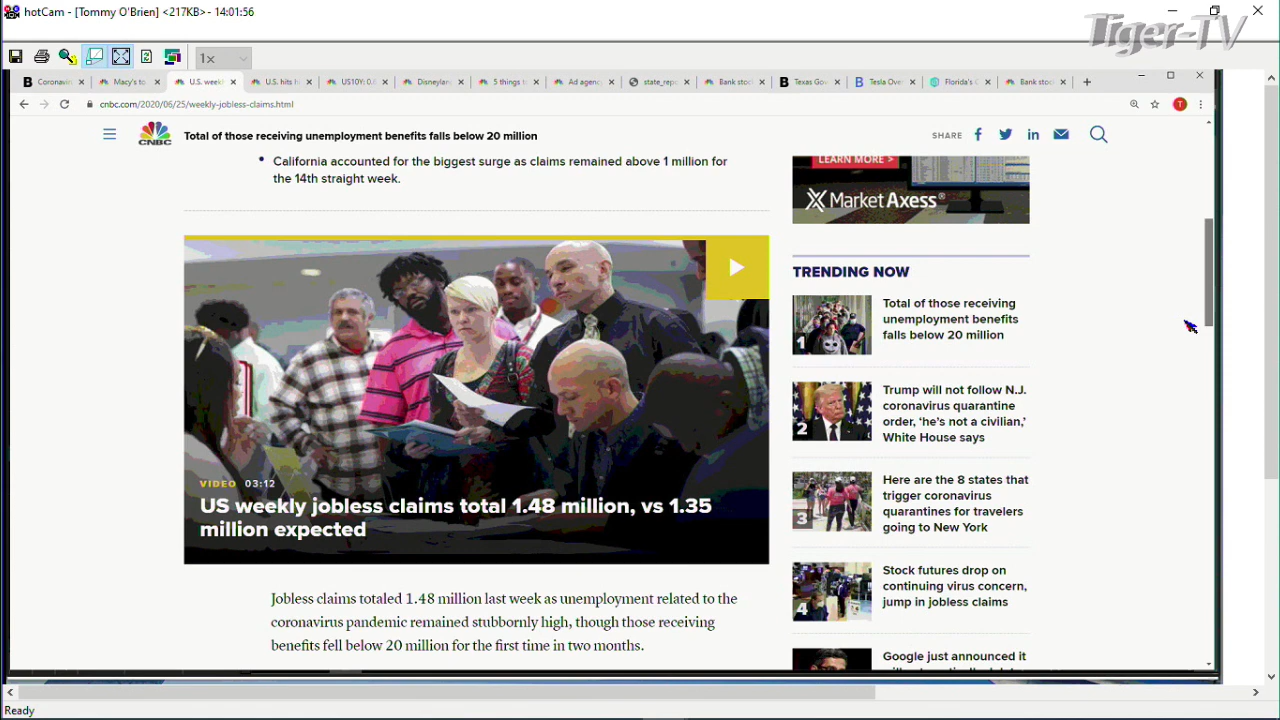 hotCam - [Tommy O'Brien] <217KB>- 14:01:56
Tiger-TV
1x
Coronavir
Macy's to
U.S. week
U.S. hits h
US10Y: 0.6
Disneylan
5 things t
Ad agenc
state_repo
Bank stoc
Texas Gov
Tesla Ove
Florida's C
Bank stoc
cnbc.com/2020/06/25/weekly-jobless-claims.html
T
CNBC
Total of those receiving unemployment benefits falls below 20 million
SHARE
California accounted for the biggest surge as claims remained above 1 million for
the 14th straight week.
LEARN MORE >
MarketAxess®
VIDEO 03:12
US weekly jobless claims total 1.48 million, vs 1.35
million expected
Jobless claims totaled 1.48 million last week as unemployment related to the
coronavirus pandemic remained stubbornly high, though those receiving
benefits fell below 20 million for the first time in two months.
TRENDING NOW
1
Total of those receiving
unemployment benefits
falls below 20 million
2
Trump will not follow N.J.
coronavirus quarantine
order, ‘he’s not a civilian,’
White House says
3
Here are the 8 states that
trigger coronavirus
quarantines for travelers
going to New York
4
Stock futures drop on
continuing virus concern,
jump in jobless claims
Google just announced it
Ready